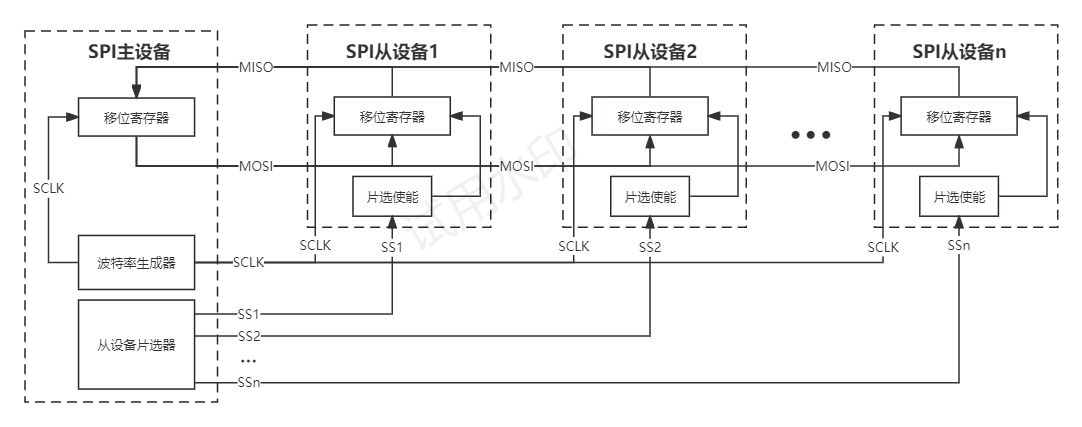 SPI主设备
SPI从设备1
SPI从设备2
SPI从设备n
MISO
MISO
MISO
移位寄存器
移位寄存器
移位寄存器
移位寄存器
●●●
MOSI
MOSI
MOSI
SCLK
片选使能
片选使能
片选使能
试用水印
SCLK
SS1
SCLK
SS2
SCLK
SSn
波特率生成器
SCLK
从设备片选器
SS1
SS2
...
SSn